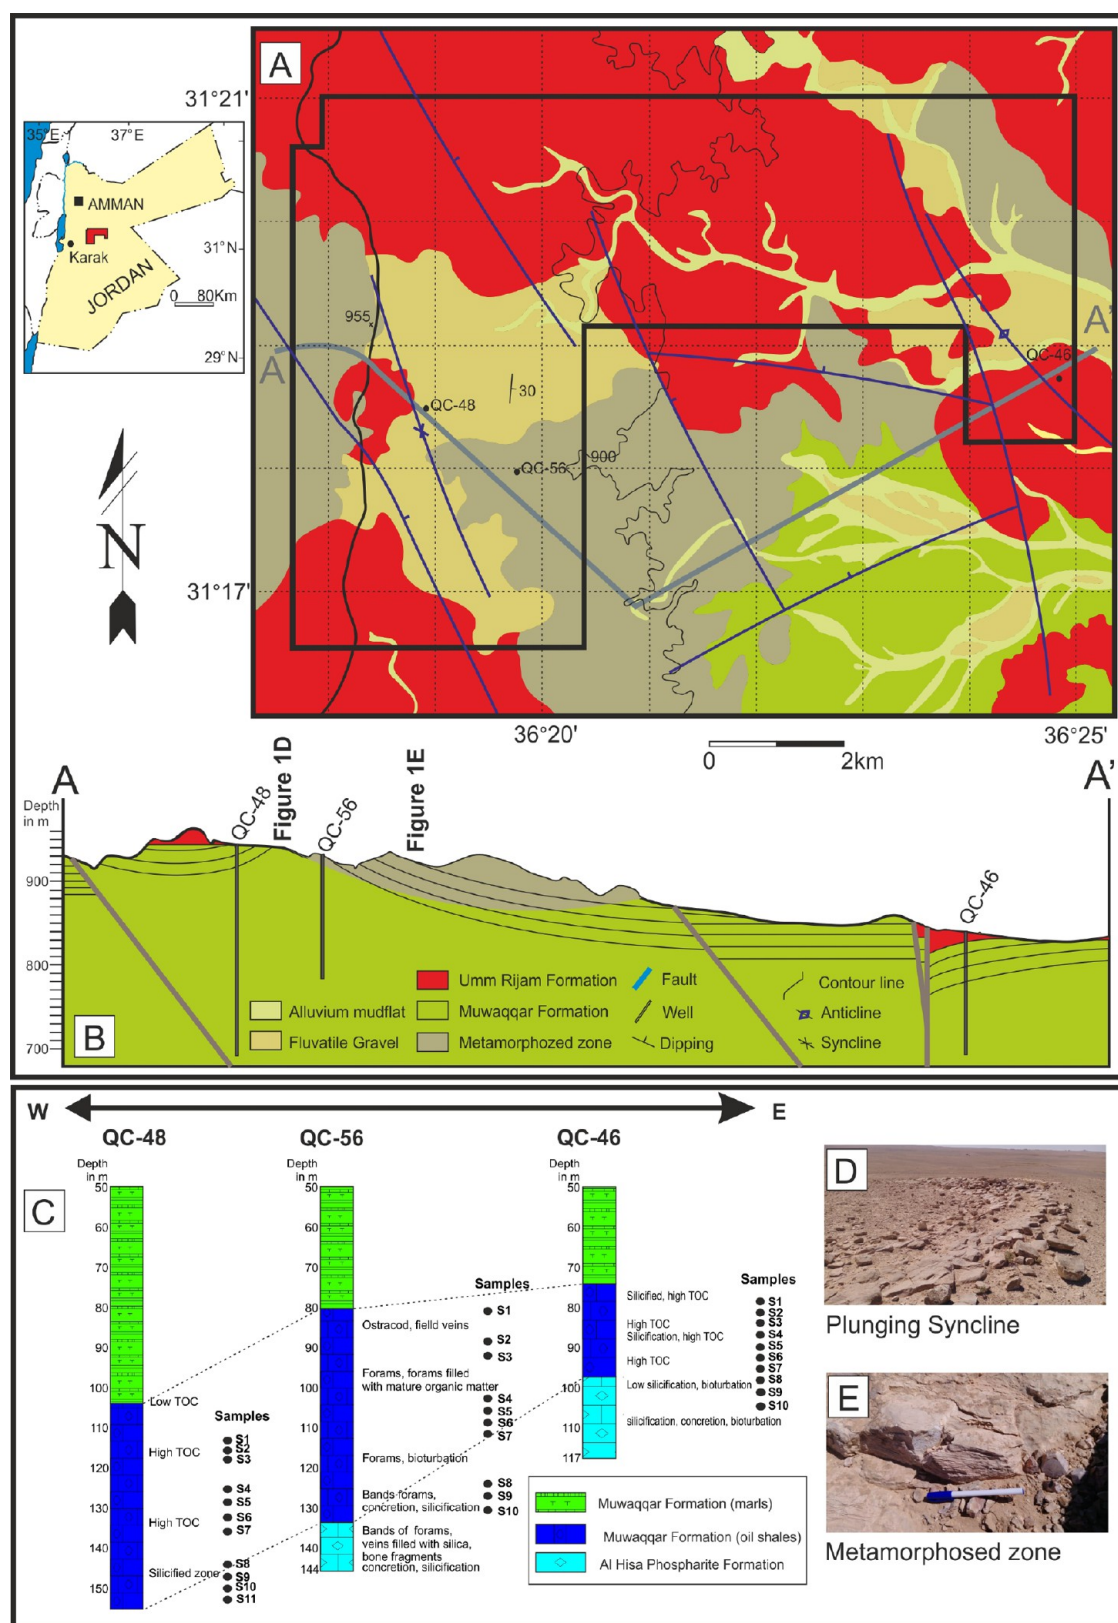 A
31°21'
35°E
37°E
AMMAN
31°N
Karak
JORDAN
0 80Km
29°N
N
955
A
QC-48
30
QC-56
900
A'
QC-46
31°17'
36°20'
36°25'
0 2km
A
A'
Depth
in m
900
800
700
QC-48
Figure 1D
QC-56
Figure 1E
QC-46
B
Umm Rijam Formation
Alluvium mudflat
Muwaqqar Formation
Fluvatile Gravel
Metamorphozed zone
Fault
Well
Dipping
Contour line
Anticline
Syncline
W
E
C
QC-48
Depth
in m
50
60
70
80
90
100
110
120
130
140
150
Low TOC
High TOC
High TOC
Silicified zone
Samples
S1
S2
S3
S4
S5
S6
S7
S8
S9
S10
S11
QC-56
Depth
in m
50
60
70
80
90
100
110
120
130
140
144
Ostracod, fielld veins
Forams, forams filled
with mature organic matter
Forams, bioturbation
Bands forams,
concretion, silicification
Bands of forams,
veins filled with silica,
bone fragments
concretion, silicification
Samples
S1
S2
S3
S4
S5
S6
S7
S8
S9
S10
QC-46
Depth
in m
50
60
70
80
90
100
110
117
Silicified, high TOC
High TOC
Silicification, high TOC
High TOC
Low silicification, bioturbation
silicification, concretion, bioturbation
Samples
S1
S2
S3
S4
S5
S6
S7
S8
S9
S10
Muwaqqar Formation (marls)
Muwaqqar Formation (oil shales)
Al Hisa Phospharite Formation
D
Plunging Syncline
E
Metamorphosed zone